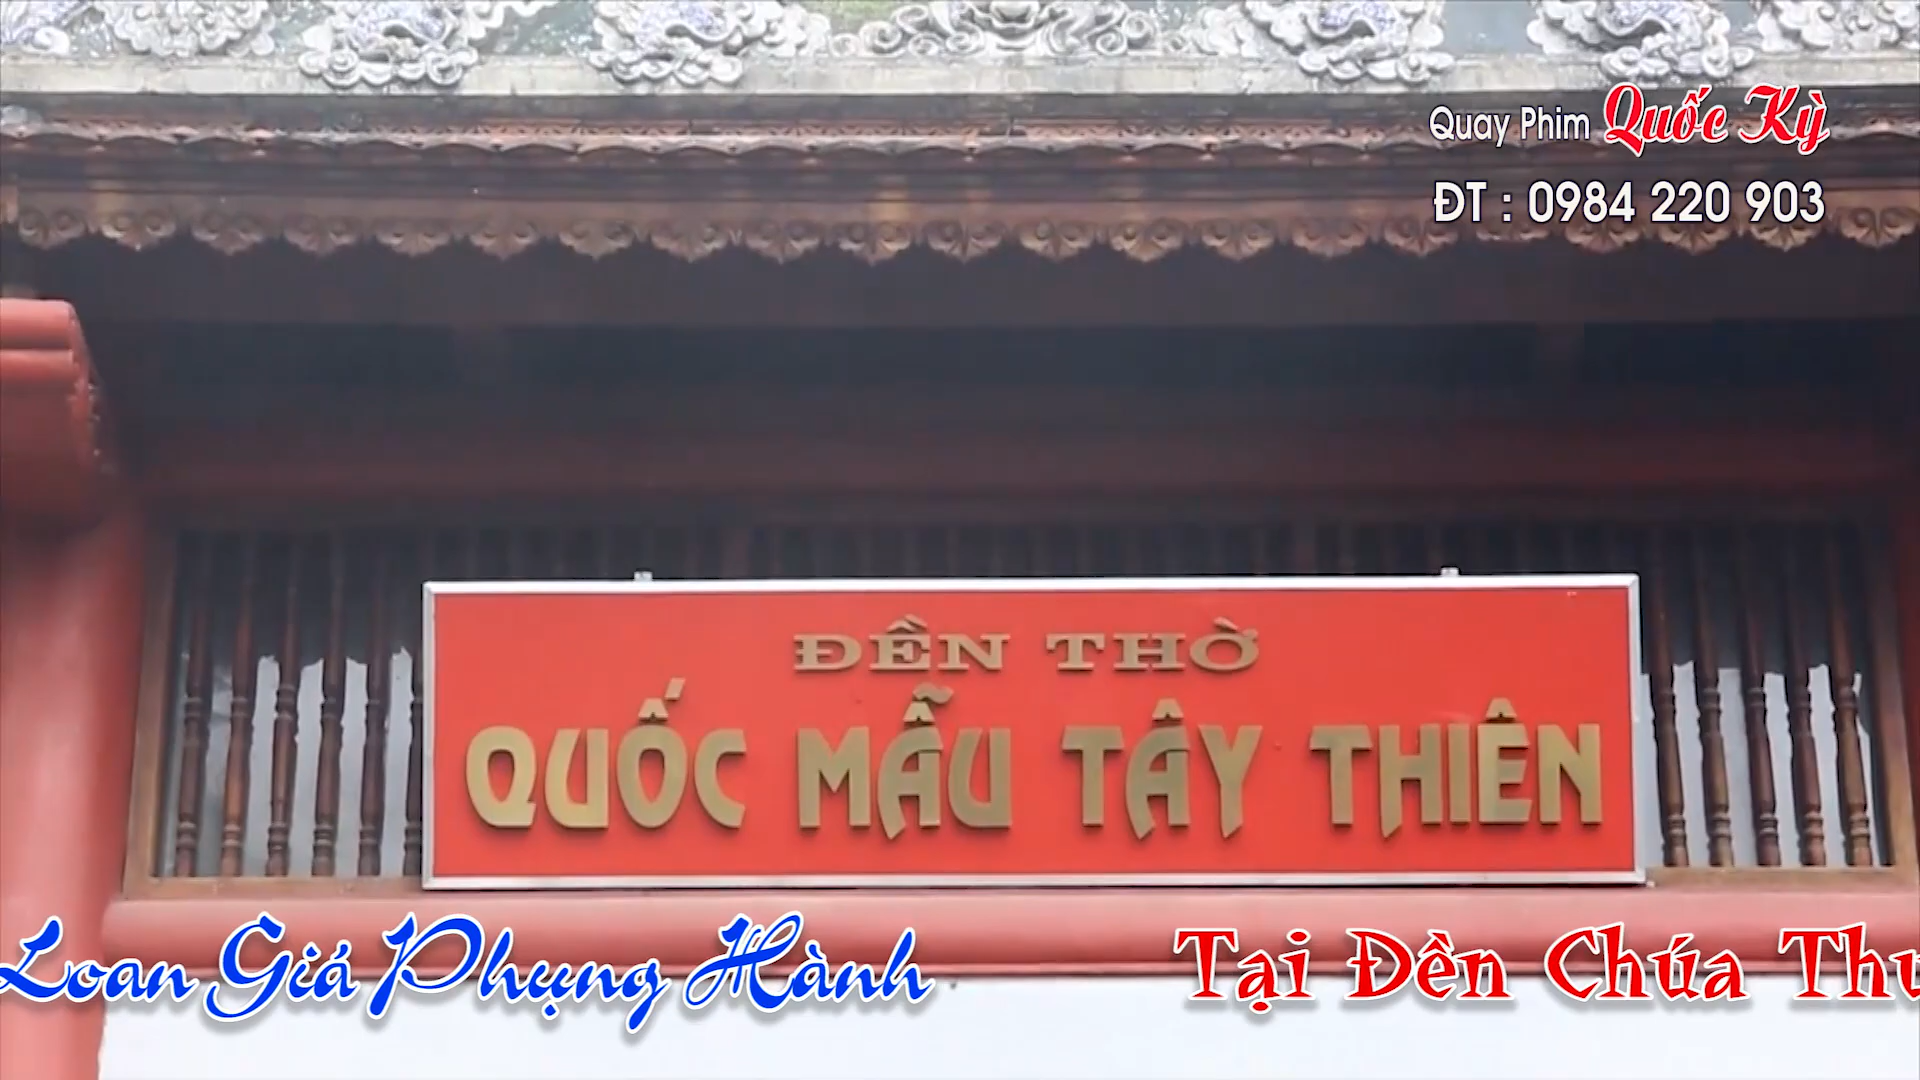 Quay Phim Quốc Kỳ
ĐT : 0984 220 903
ĐỀN THỜ
QUỐC MẪU TÂY THIÊN
Loan Giá Phụng Hành
Tại Đền Chúa